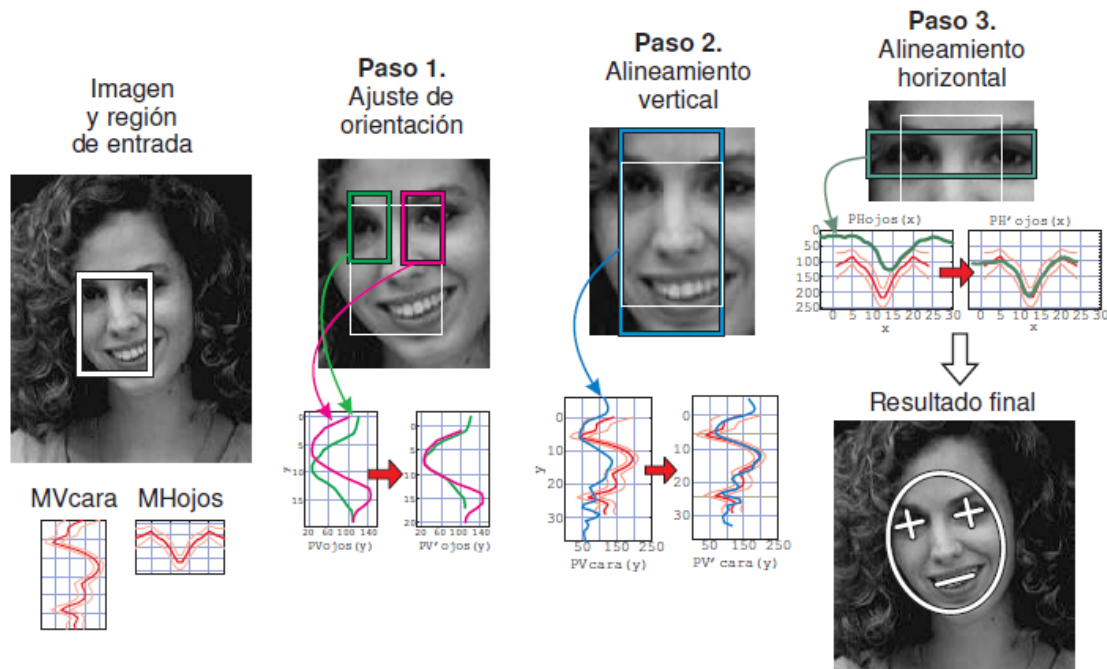 Imagen
y región
de entrada
MVcara
MHojos
Paso 1.
Ajuste de
orientación
0
5
10
15
y
20 60 100 140
PVojos(y)
0
5
10
15
20
20 60 100 140
PV'ojos(y)
Paso 2.
Alineamiento
vertical
0
10
20
30
y
50 150 250
PVcara(y)
0
10
20
30
50 150 250
PV'cara(y)
Paso 3.
Alineamiento
horizontal
PHojos(x)
0
50
100
150
200
250
0 5 10 15 20 25 30
x
PH'ojos(x)
0 5 10 15 20 25 30
x
Resultado final